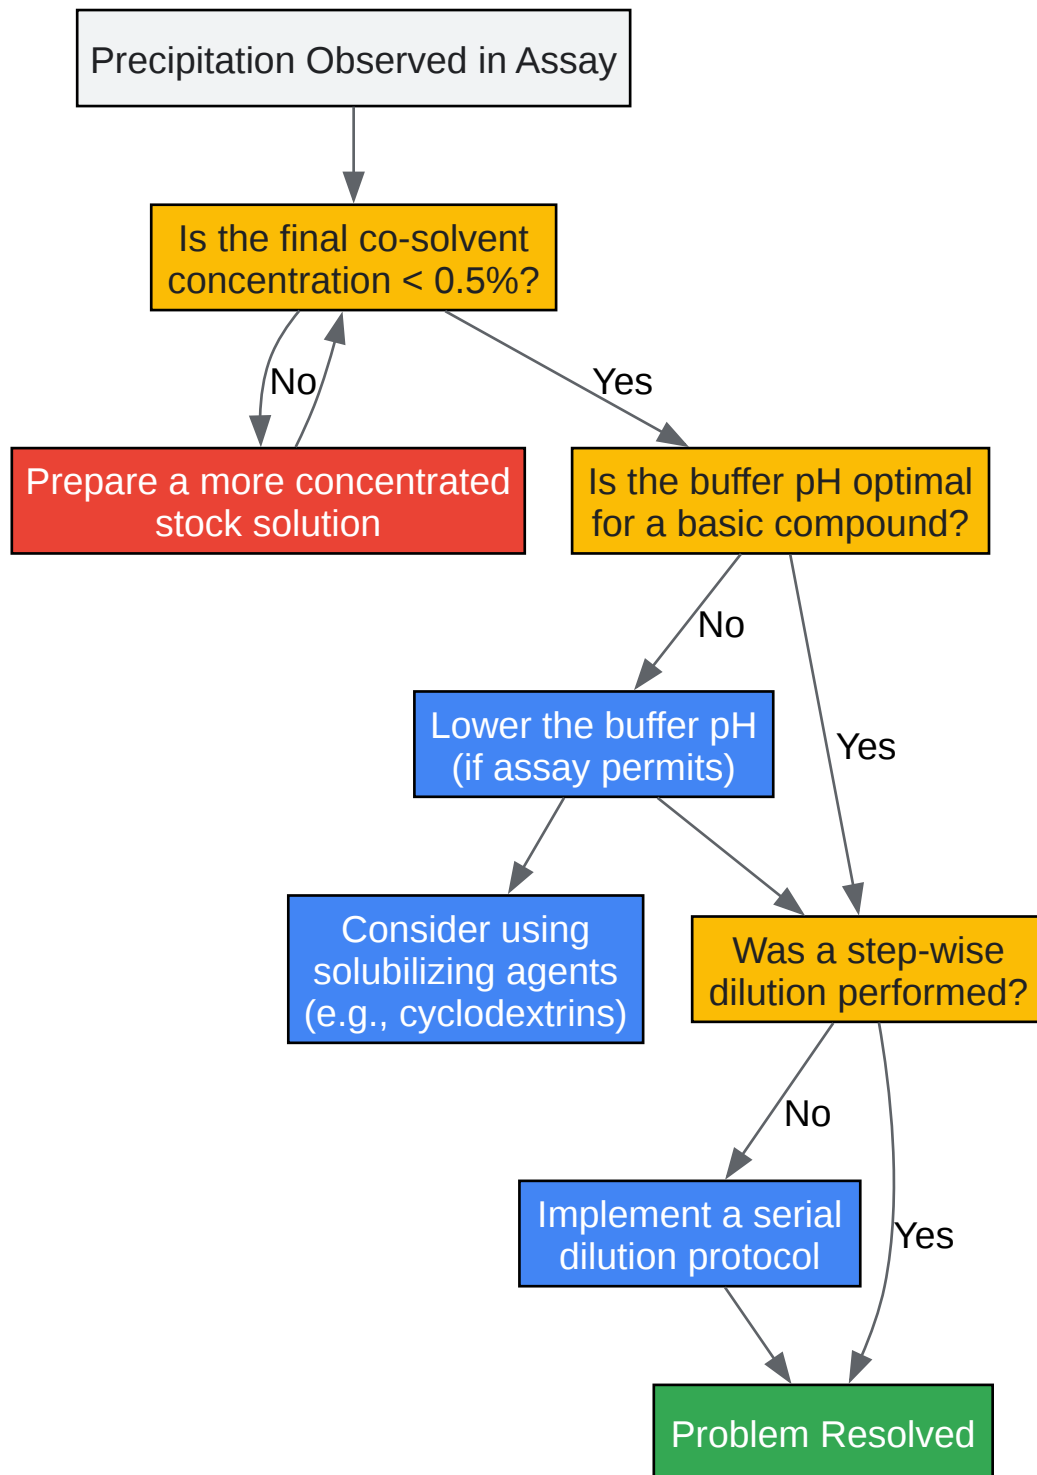 Precipitation Observed in Assay
Is the final co-solvent
concentration < 0.5%?
No
Yes
Prepare a more concentrated
stock solution
Is the buffer pH optimal
for a basic compound?
No
Lower the buffer pH
(if assay permits)
Yes
Consider using
solubilizing agents
(e.g., cyclodextrins)
Was a step-wise
dilution performed?
No
Implement a serial
dilution protocol
Yes
Problem Resolved